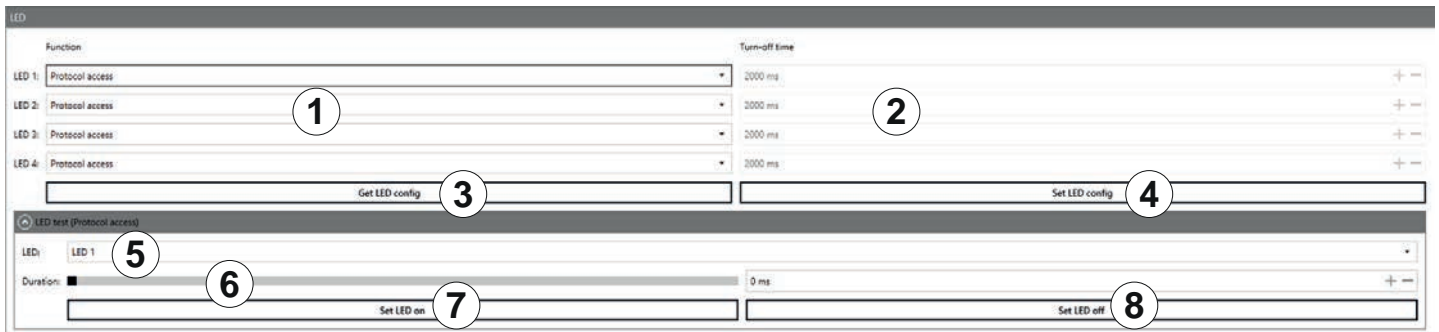 LED
Function Turn-off time
LED 1: Protocol access 2000 ms
LED 2: Protocol access 2000 ms
1 2
LED 3: Protocol access 2000 ms
LED 4: Protocol access 2000 ms
Get LED config 3 Set LED config 4
LED test (Protocol access)
LED: LED 1 5
Duration: 6 0 ms
Set LED on 7 Set LED off 8